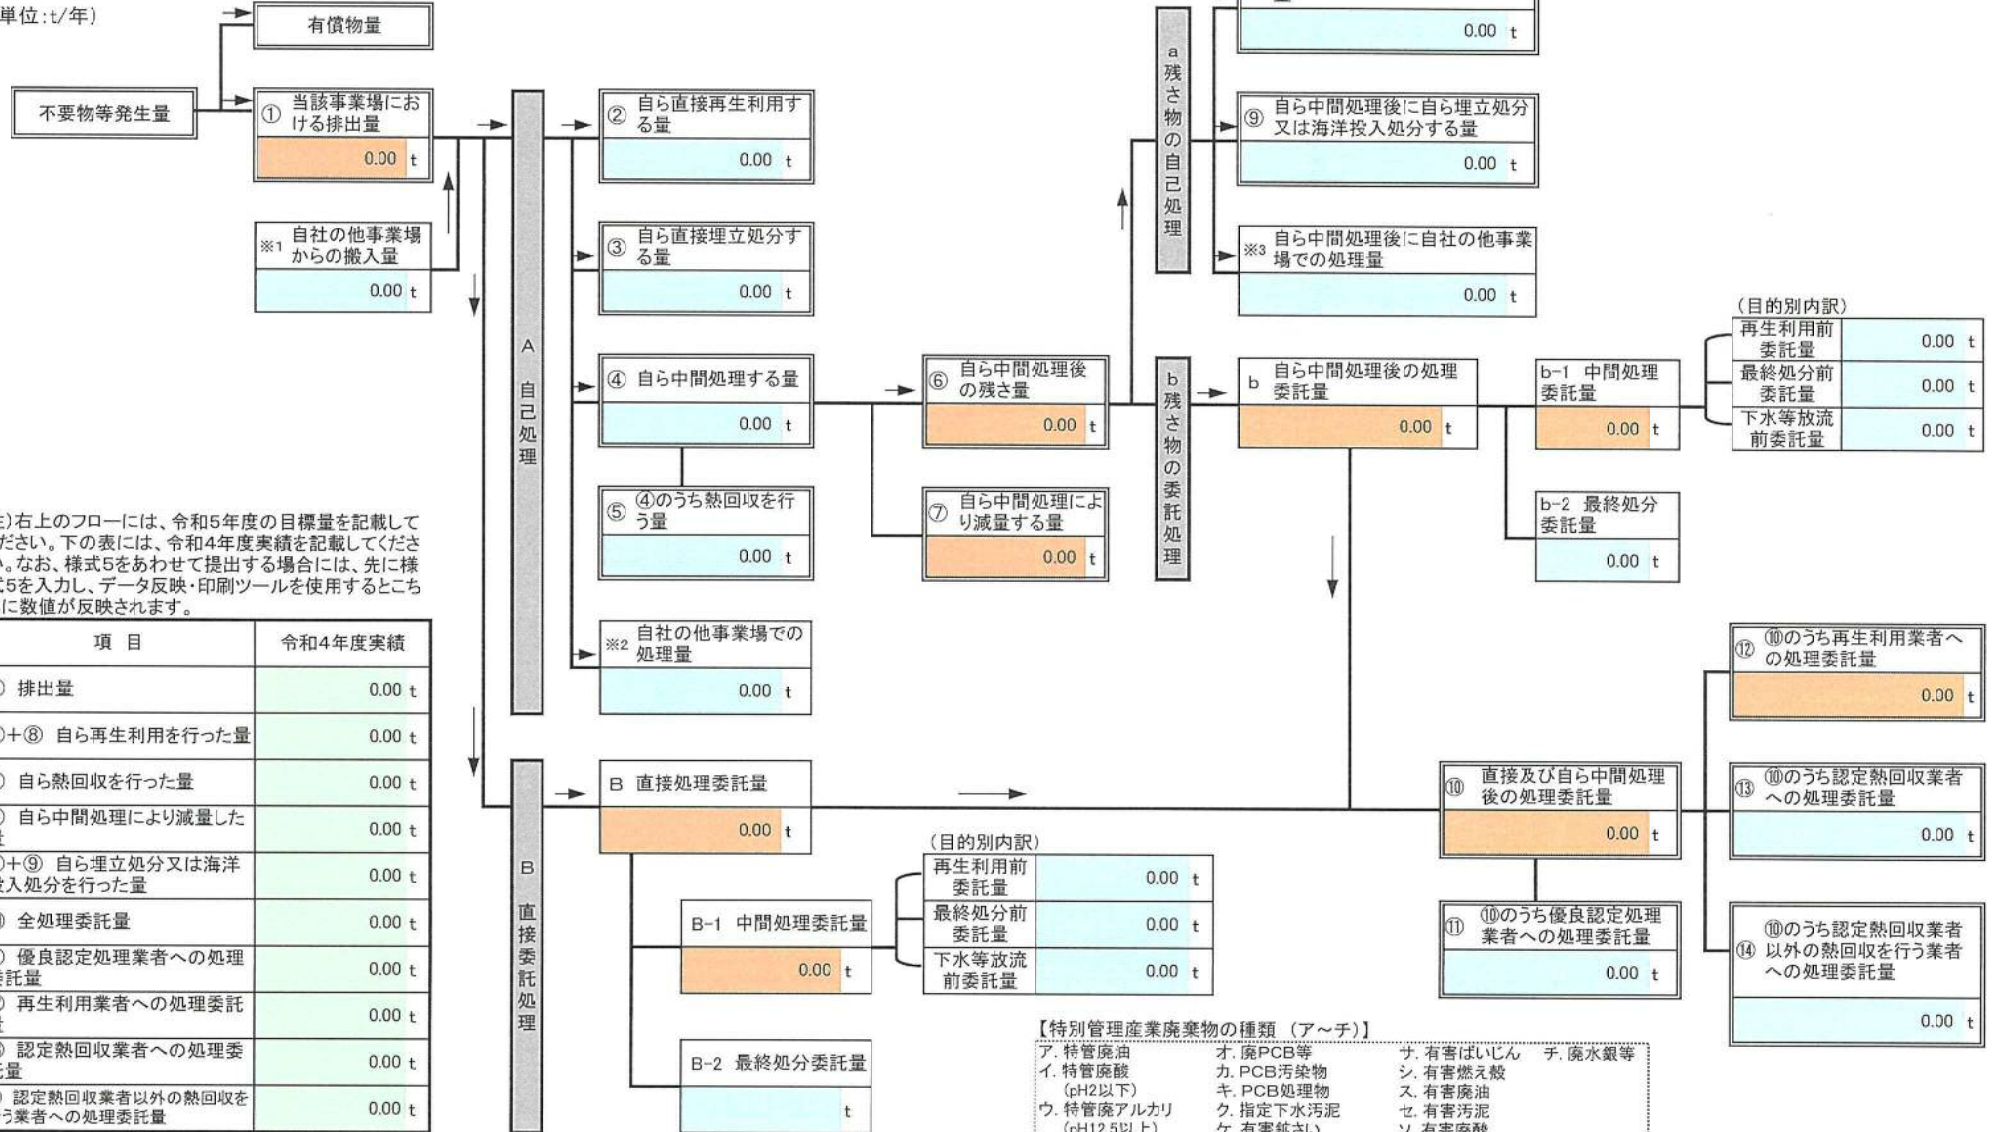 単位:t/年)
有償物量
不要物等発生量
① 当該事業場にお
ける排出量
0.00 t
※1 自社の他事業場
からの搬入量
0.00 t
A 自己処理
② 自ら直接再生利用す
る量
0.00 t
③ 自ら直接埋立処分す
る量
0.00 t
④ 自ら中間処理する量
0.00 t
⑤ ④のうち熱回収を行
う量
0.00 t
※2 自社の他事業場での
処理量
0.00 t
⑥ 自ら中間処理後
の残さ量
0.00 t
⑦ 自ら中間処理によ
り減量する量
0.00 t
a 残さ物の自己処理
0.00 t
⑨ 自ら中間処理後に自ら埋立処分
又は海洋投入処分する量
0.00 t
※3 自ら中間処理後に自社の他事業
場での処理量
0.00 t
b 残さ物の委託処理
b 自ら中間処理後の処理
委託量
0.00 t
b-1 中間処理
委託量
0.00 t
b-2 最終処分
委託量
0.00 t
(目的別内訳)
再生利用前
委託量 0.00 t
最終処分前
委託量 0.00 t
下水等放流
前委託量 0.00 t
)右上のフローには、令和5年度の目標量を記載して
ださい。下の表には、令和4年度実績を記載してくださ
。なお、様式5をあわせて提出する場合には、先に様
5を入力し、データ反映・印刷ツールを使用するとこち
に数値が反映されます。
項 目 令和4年度実績
排出量 0.00 t
+⑧ 自ら再生利用を行った量 0.00 t
自ら熱回収を行った量 0.00 t
自ら中間処理により減量した
0.00 t
+⑨ 自ら埋立処分又は海洋
入処分を行った量 0.00 t
全処理委託量 0.00 t
優良認定処理業者への処理
託量 0.00 t
再生利用業者への処理委託
0.00 t
認定熱回収業者への処理委
量 0.00 t
認定熱回収業者以外の熱回収を
う業者への処理委託量 0.00 t
B 直接委託処理
B 直接処理委託量
0.00 t
B-1 中間処理委託量
0.00 t
B-2 最終処分委託量
t
(目的別内訳)
再生利用前
委託量 0.00 t
最終処分前
委託量 0.00 t
下水等放流
前委託量 0.00 t
⑩ 直接及び自ら中間処理
後の処理委託量
0.00 t
⑪ ⑩のうち優良認定処理
業者への処理委託量
0.00 t
⑫ ⑩のうち再生利用業者へ
の処理委託量
0.00 t
⑬ ⑩のうち認定熱回収業者
への処理委託量
0.00 t
⑭ ⑩のうち認定熱回収業者
以外の熱回収を行う業者
への処理委託量
0.00 t
【特別管理産業廃棄物の種類 (ア~チ)】
ア. 特管廃油 オ. 廃PCB等 サ. 有害ばいじん チ. 廃水銀等
イ. 特管廃酸 カ. PCB汚染物 シ. 有害燃え殻
(pH2以下) キ. PCB処理物 ス. 有害廃油
ウ. 特管廃アルカリ ク. 指定下水汚泥 セ. 有害汚泥
(pH12.5以上) ケ. 有害鉱さい ソ. 有害廃酸